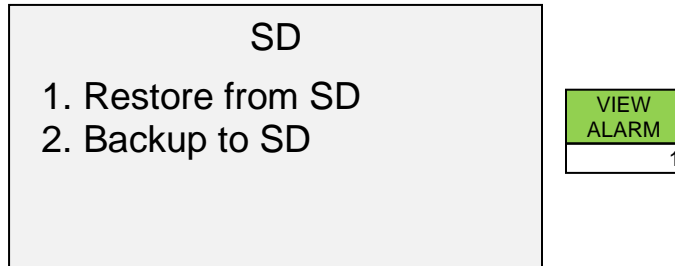 SD
1. Restore from SD
2. Backup to SD
VIEW
ALARM
1